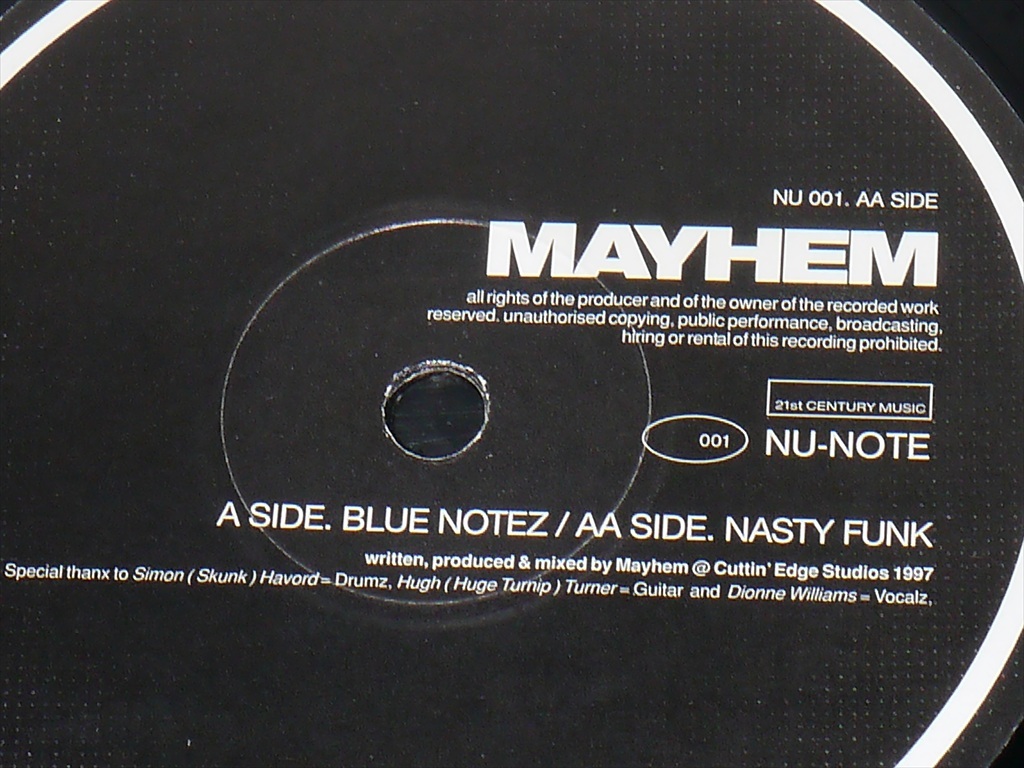 NU 001. AA SIDE
MAYHEM
all rights of the producer and of the owner of the recorded work
reserved. unauthorised copying, public performance, broadcasting,
hiring or rental of this recording prohibited.
21st CENTURY MUSIC
001 NU-NOTE
A SIDE. BLUE NOTEZ / AA SIDE. NASTY FUNK
written, produced & mixed by Mayhem @ Cuttin' Edge Studios 1997
Special thanx to Simon ( Skunk ) Havord = Drumz, Hugh ( Huge Turnip ) Turner = Guitar and Dionne Williams = Vocalz,